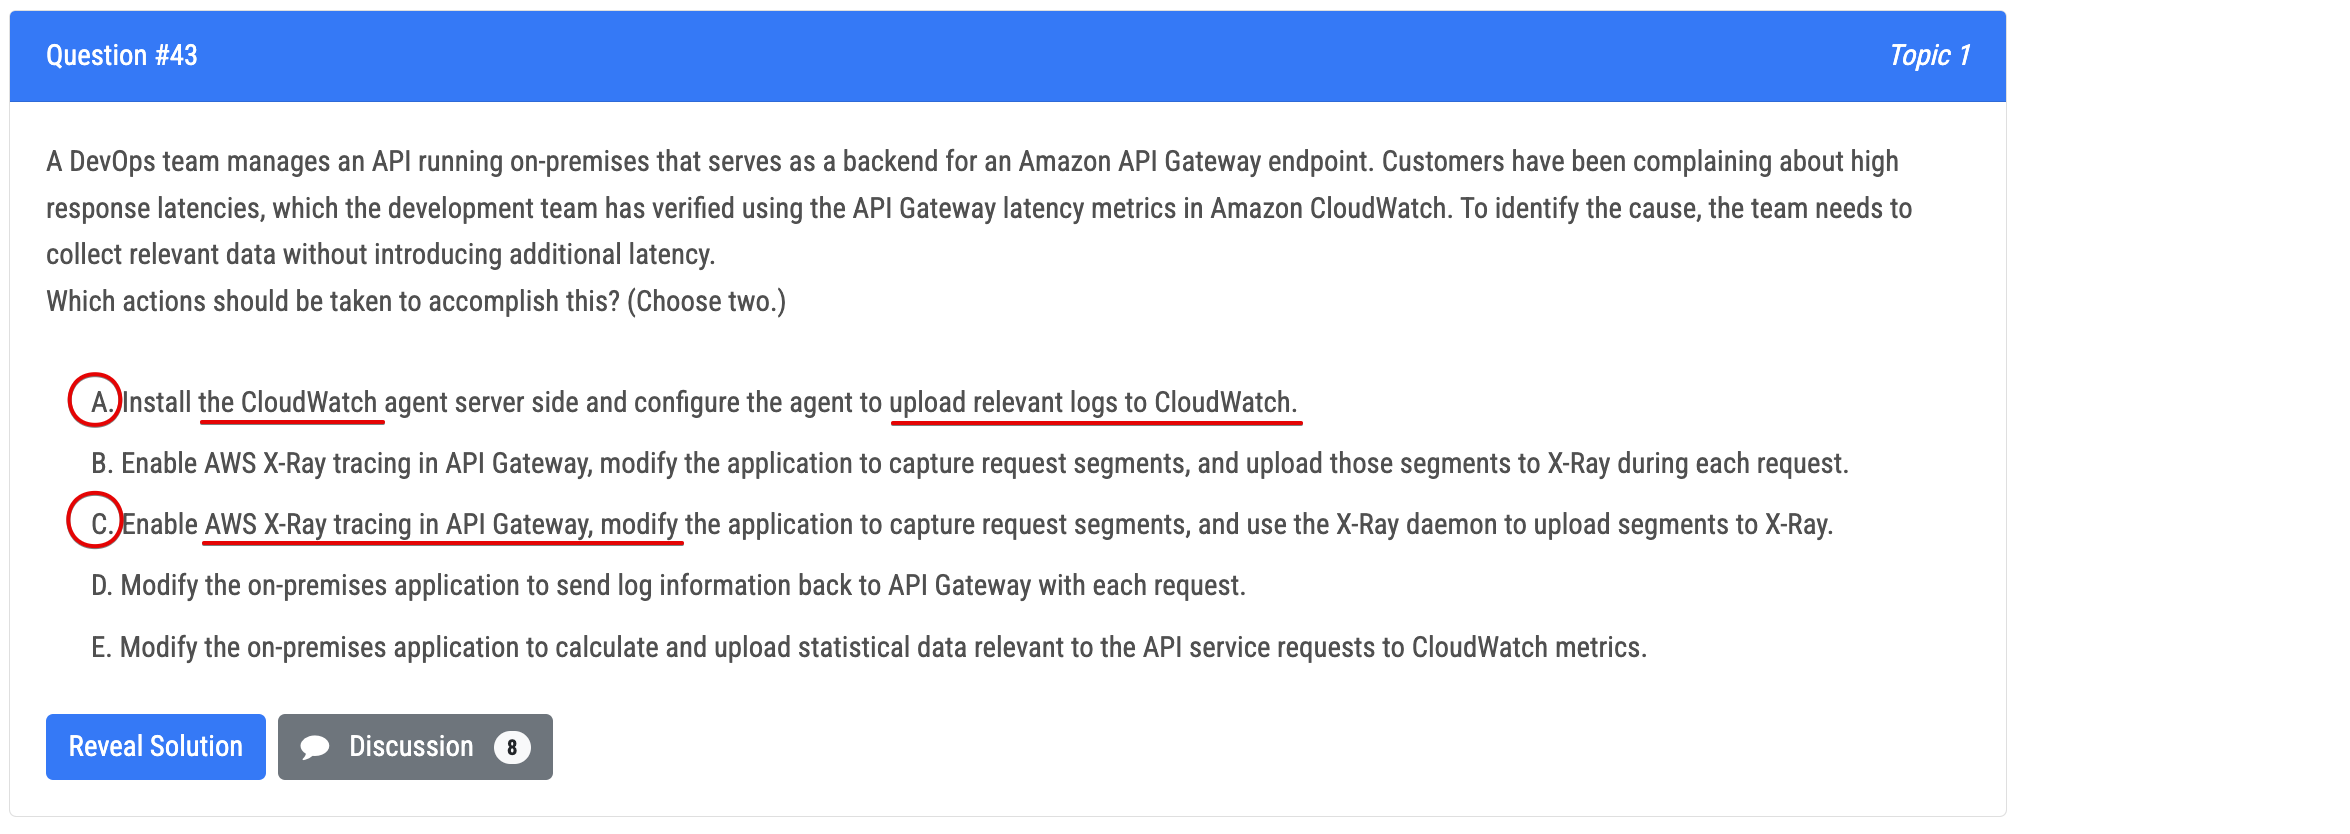 Question #43
Topic 1
A DevOps team manages an API running on-premises that serves as a backend for an Amazon API Gateway endpoint. Customers have been complaining about high
response latencies, which the development team has verified using the API Gateway latency metrics in Amazon CloudWatch. To identify the cause, the team needs to
collect relevant data without introducing additional latency.
Which actions should be taken to accomplish this? (Choose two.)
A. Install the CloudWatch agent server side and configure the agent to upload relevant logs to CloudWatch.
B. Enable AWS X-Ray tracing in API Gateway, modify the application to capture request segments, and upload those segments to X-Ray during each request.
C. Enable AWS X-Ray tracing in API Gateway, modify the application to capture request segments, and use the X-Ray daemon to upload segments to X-Ray.
D. Modify the on-premises application to send log information back to API Gateway with each request.
E. Modify the on-premises application to calculate and upload statistical data relevant to the API service requests to CloudWatch metrics.
Reveal Solution
Discussion 8